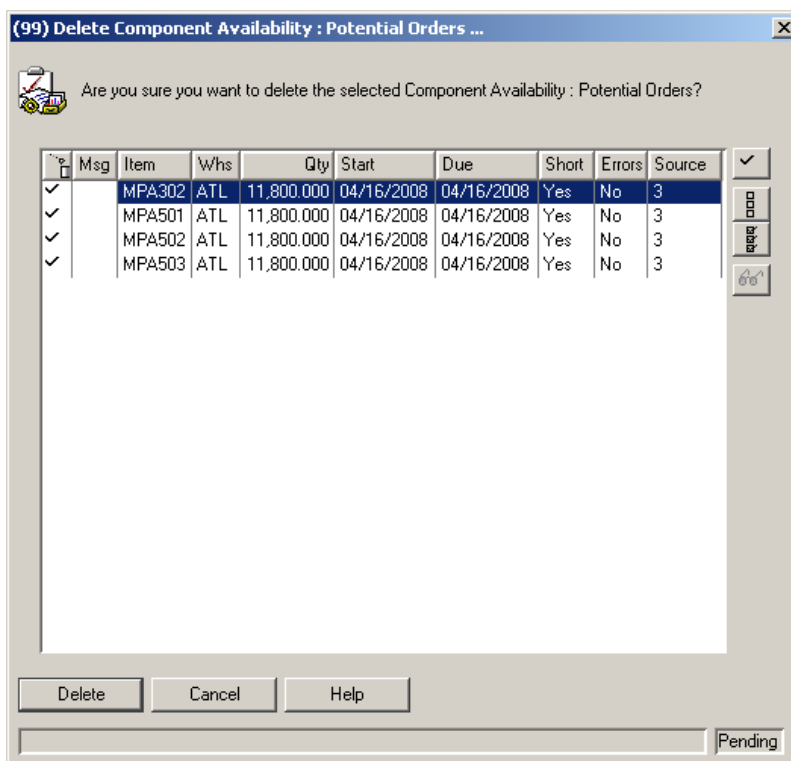 (99) Delete Component Availability : Potential Orders ...
Are you sure you want to delete the selected Component Availability : Potential Orders?
Msg Item Whs Qty Start Due Short Errors Source
MPA302 ATL 11,800.000 04/16/2008 04/16/2008 Yes No 3
MPA501 ATL 11,800.000 04/16/2008 04/16/2008 Yes No 3
MPA502 ATL 11,800.000 04/16/2008 04/16/2008 Yes No 3
MPA503 ATL 11,800.000 04/16/2008 04/16/2008 Yes No 3
Delete Cancel Help
Pending